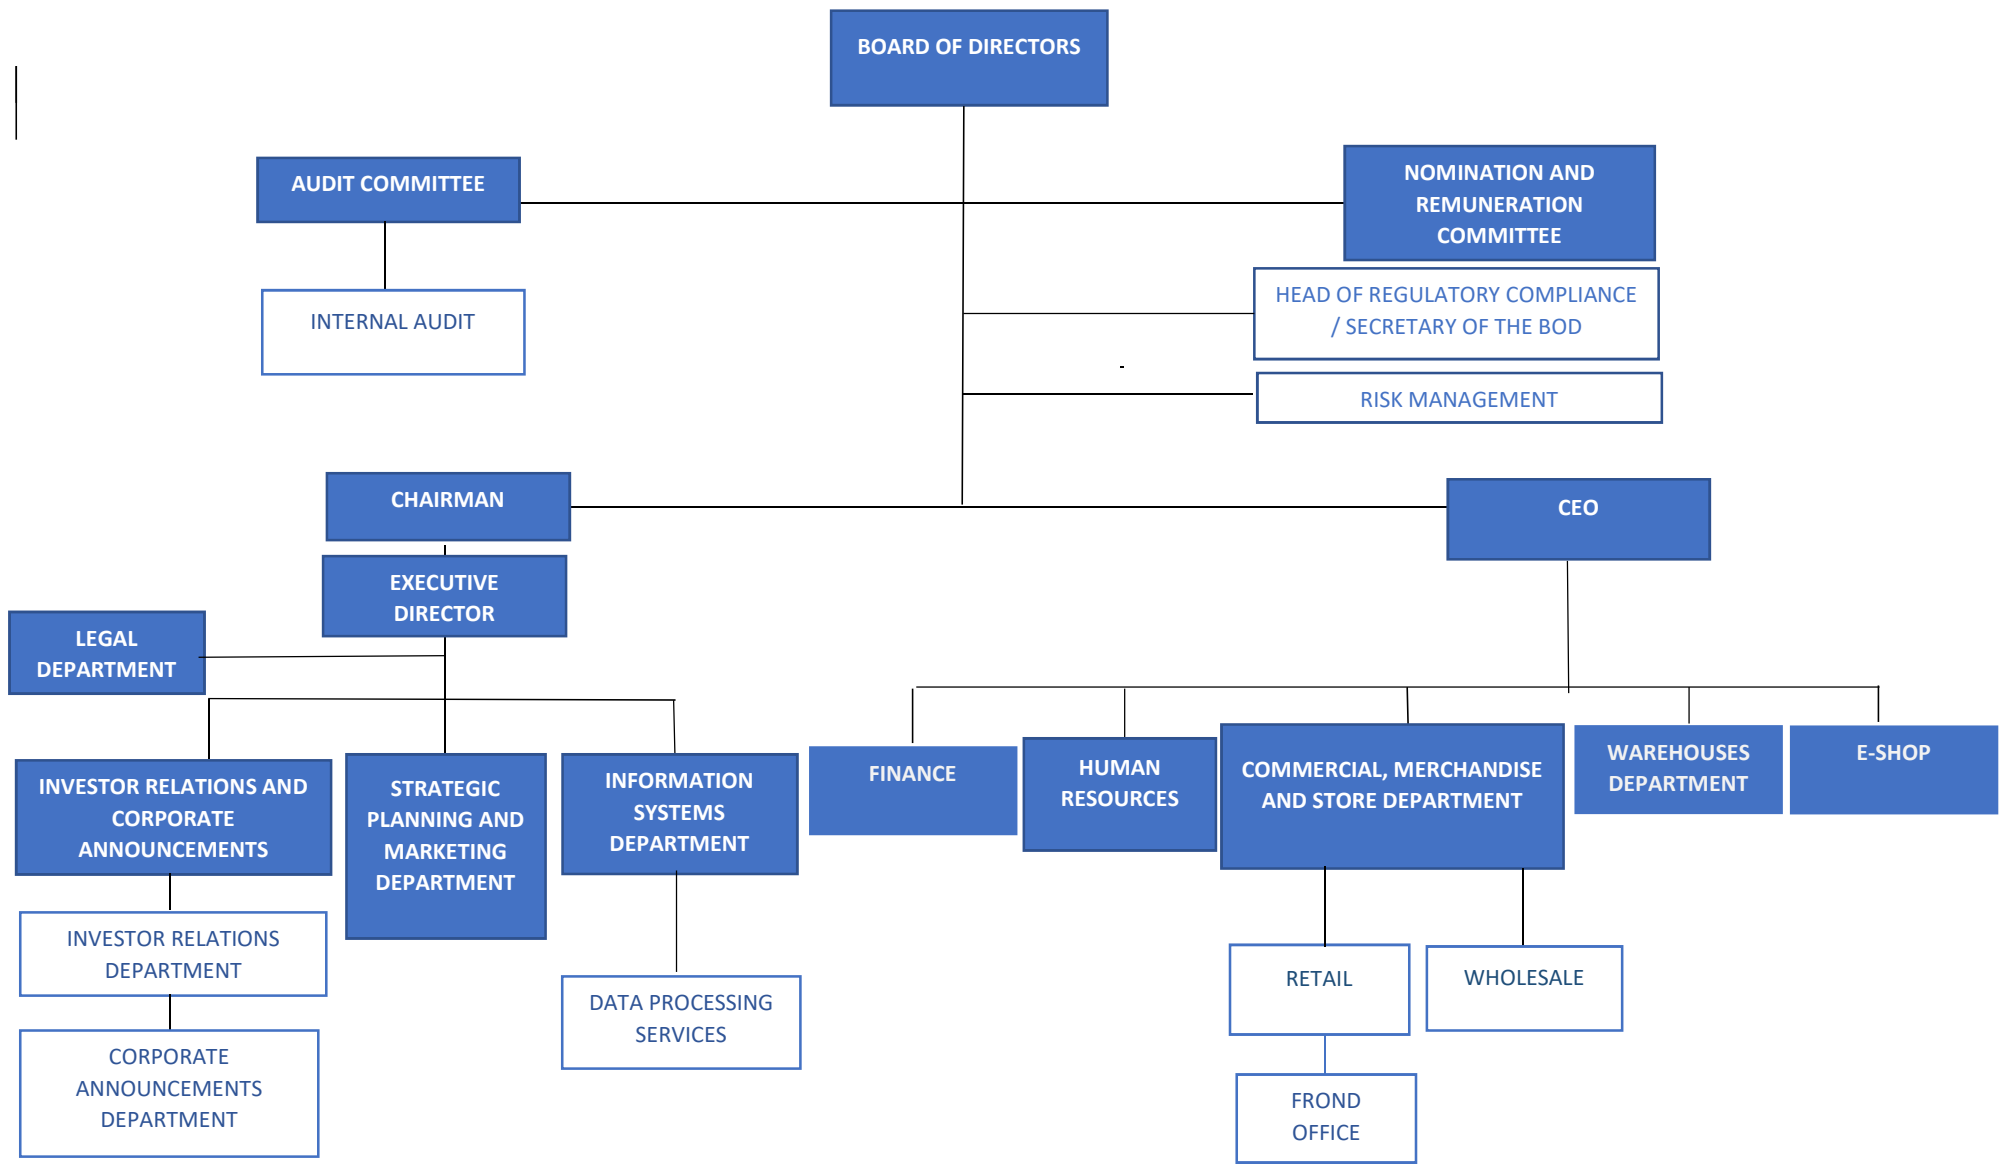 BOARD OF DIRECTORS
AUDIT COMMITTEE
NOMINATION AND
REMUNERATION
COMMITTEE
INTERNAL AUDIT
HEAD OF REGULATORY COMPLIANCE
/ SECRETARY OF THE BOD
-
RISK MANAGEMENT
CHAIRMAN
CEO
EXECUTIVE
DIRECTOR
LEGAL
DEPARTMENT
INVESTOR RELATIONS AND
CORPORATE
ANNOUNCEMENTS
STRATEGIC
PLANNING AND
MARKETING
DEPARTMENT
INFORMATION
SYSTEMS
DEPARTMENT
FINANCE
HUMAN
RESOURCES
COMMERCIAL, MERCHANDISE
AND STORE DEPARTMENT
WAREHOUSES
DEPARTMENT
E-SHOP
INVESTOR RELATIONS
DEPARTMENT
DATA PROCESSING
SERVICES
RETAIL
WHOLESALE
CORPORATE
ANNOUNCEMENTS
DEPARTMENT
FROND
OFFICE